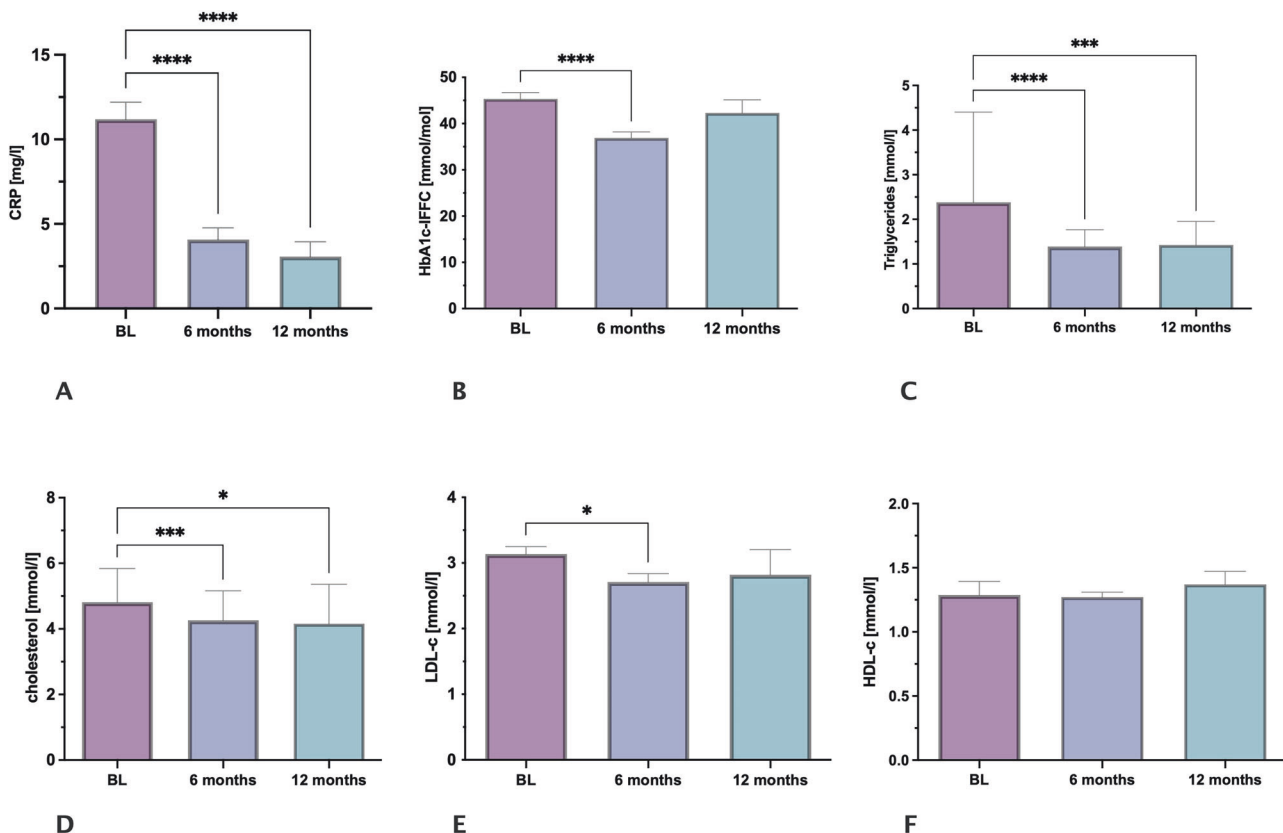 ****
****
15
10
5
0
CRP [mg/l]
BL
6 months
12 months
A
****
50
40
30
20
10
0
HbA1c-IFFC [mmol/mol]
BL
6 months
12 months
B
***
****
5
4
3
2
1
0
Triglycerides [mmol/l]
BL
6 months
12 months
C
*
***
8
6
4
2
0
cholesterol [mmol/l]
BL
6 months
12 months
D
*
4
3
2
1
0
LDL-c [mmol/l]
BL
6 months
12 months
E
2.0
1.5
1.0
0.5
0.0
HDL-c [mmol/l]
BL
6 months
12 months
F